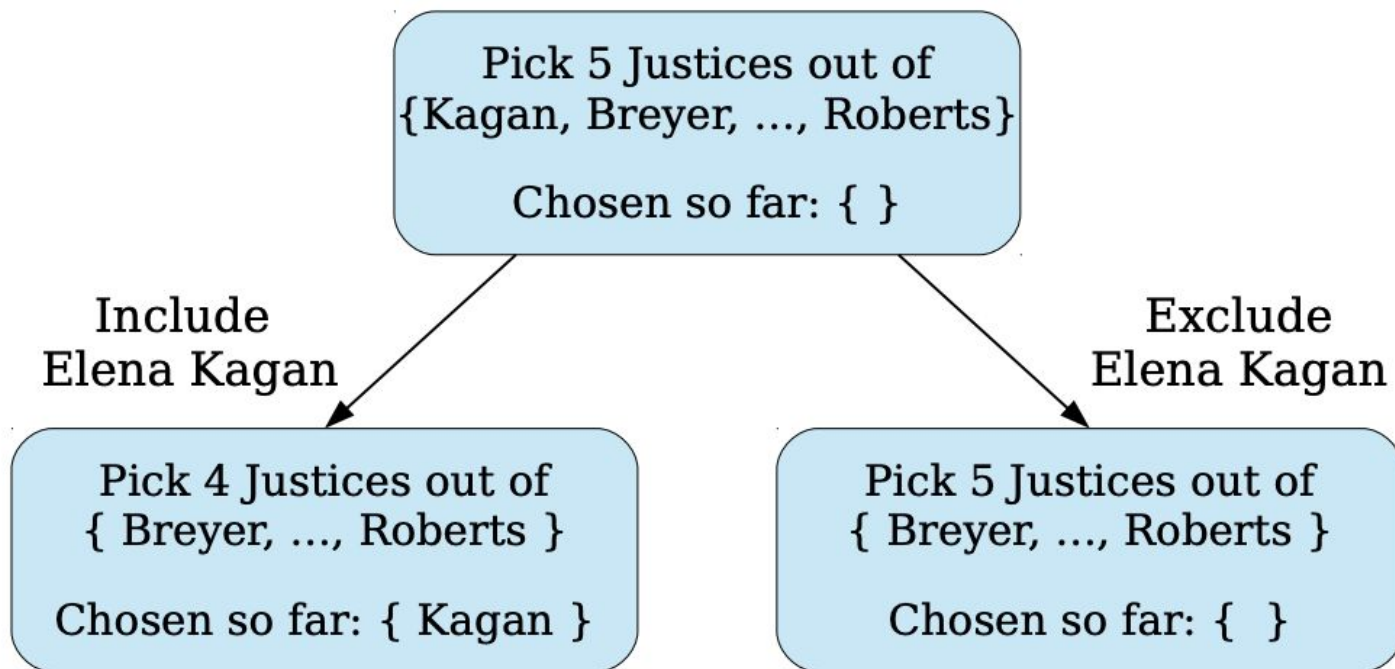 Pick 5 Justices out of
{Kagan, Breyer, ..., Roberts}
Chosen so far: { }
Include
Elena Kagan
Exclude
Elena Kagan
Pick 4 Justices out of
{ Breyer, ..., Roberts }
Chosen so far: { Kagan }
Pick 5 Justices out of
{ Breyer, ..., Roberts }
Chosen so far: {  }